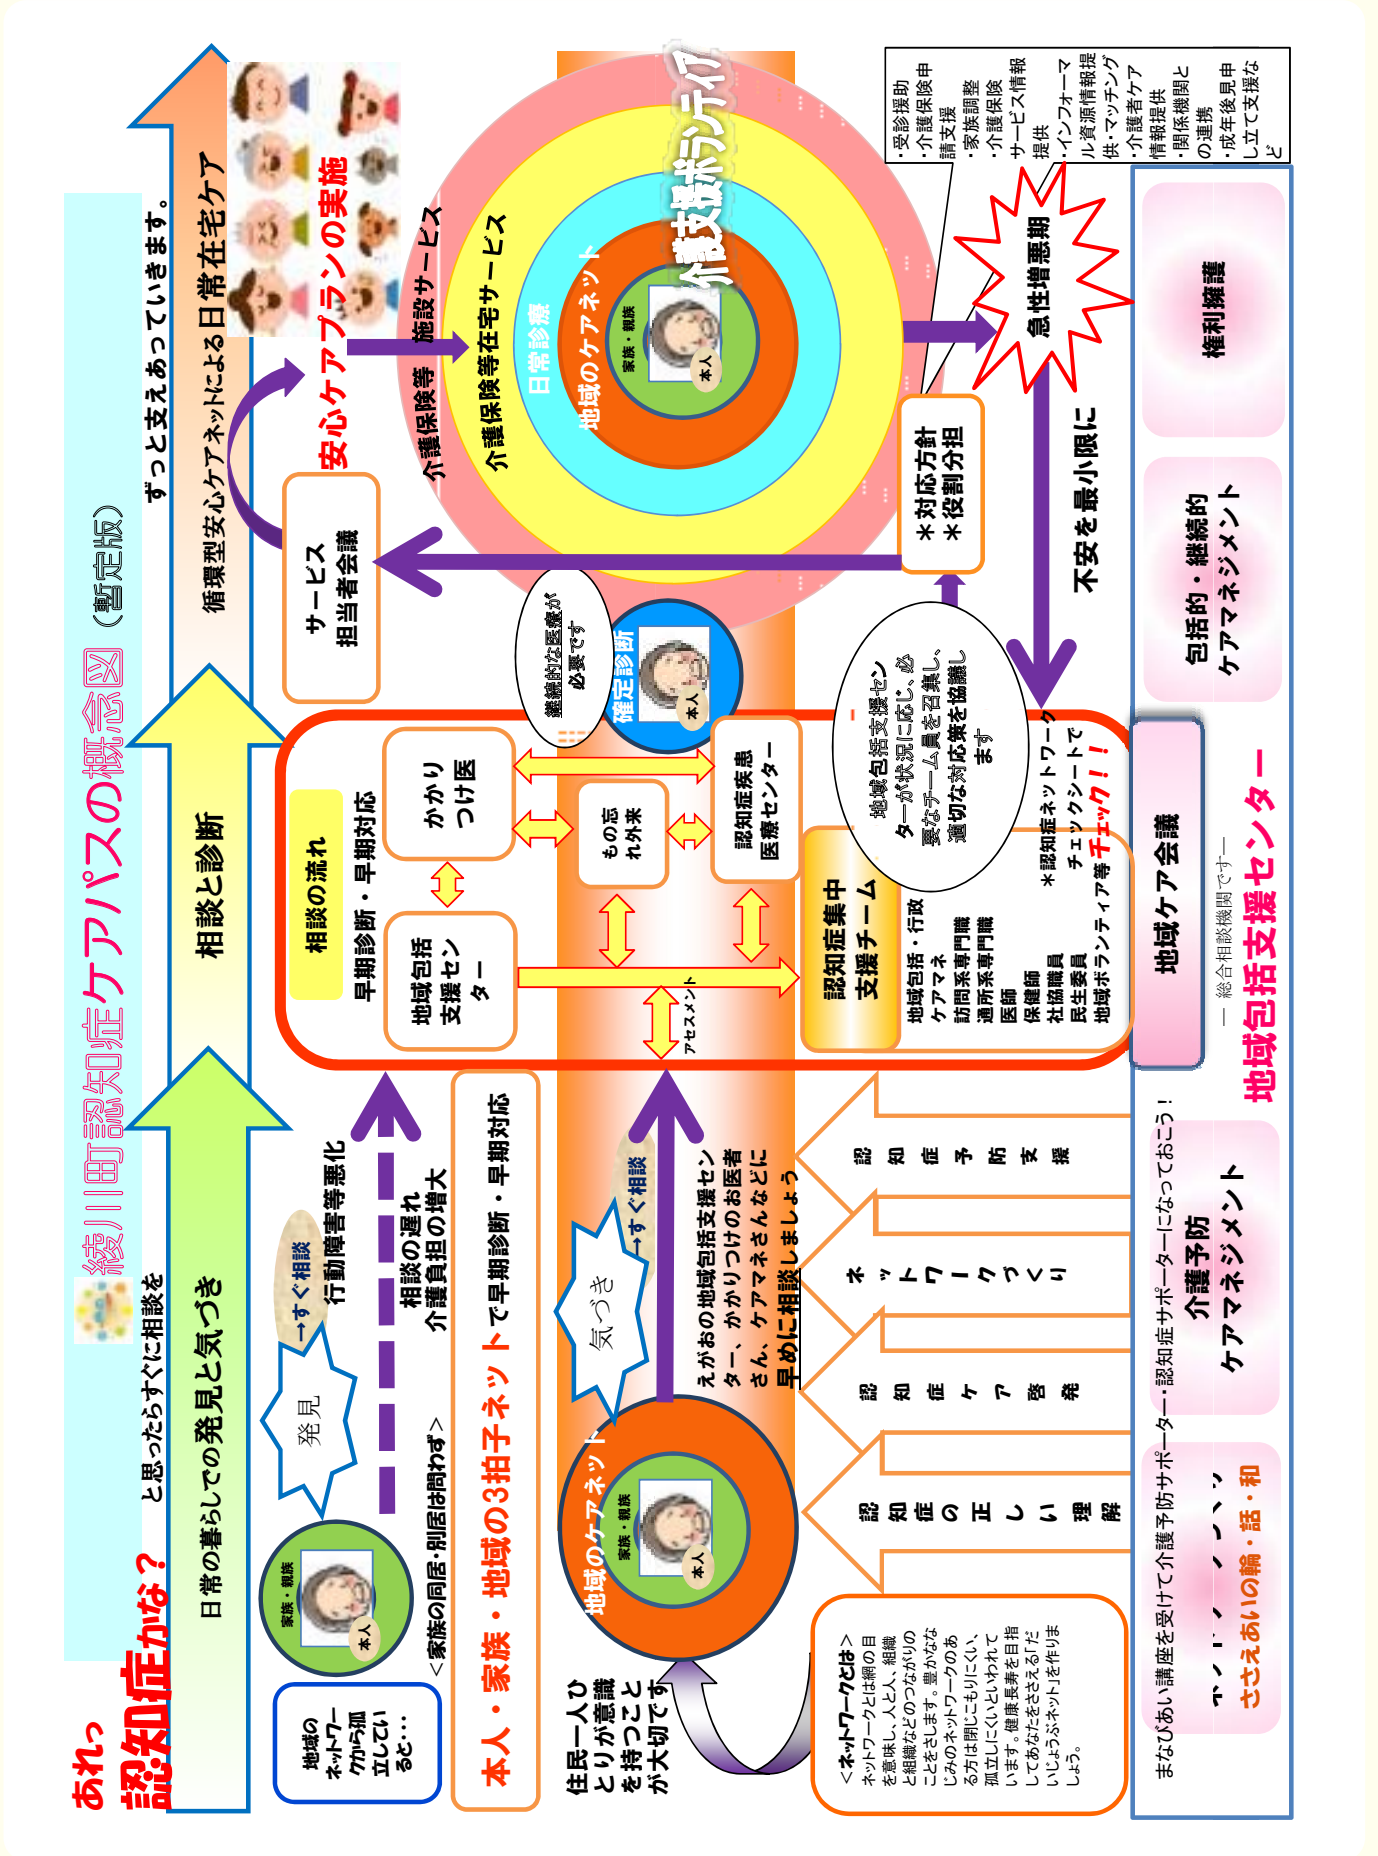 綾川町認知症ケアパスの概念図（暫定版）
あれっ
認知症かな？
と思ったらすぐに相談を
ずっと支えあっていきます。
日常の暮らしでの発見と気づき
相談と診断
循環型安心ケアネットによる日常在宅ケア
地域の
ネットワー
クから孤
立してい
ると・・・
家族・親族
本人
発見
→すぐ相談
行動障害等悪化
相談の遅れ
介護負担の増大
＜家族の同居・別居は問わず＞
本人・家族・地域の3拍子ネットで早期診断・早期対応
住民一人ひ
とりが意識
を持つこと
が大切です
地域のケアネット
家族・親族
本人
気づき
→すぐ相談
えがおの地域包括支援セン
ター、かかりつけのお医者
さん、ケアマネさんなどに
早めに相談しましょう
＜ネットワークとは＞
ネットワークとは網の目
を意味し、人と人、組織
と組織などのつながりの
ことをさします。豊かなな
じみのネットワークのあ
る方は閉じこもりにくい、
孤立しにくいといわれて
います。健康長寿を目指
してあなたをささえる「だ
いじょうぶネット」を作りま
しょう。
認知症の正しい理解
認知症ケア啓発
ネットワークづくり
認知症予防支援
相談の流れ
早期診断・早期対応
地域包括
支援セン
ター
かかり
つけ医
もの忘
れ外来
認知症疾患
医療センター
アセスメント
認知症集中
支援チーム
地域包括・行政
ケアマネ
訪問系専門職
通所系専門職
医師
保健師
社協職員
民生委員
地域ボランティア等
＊認知症ネットワーク
チェックシートで
チェック！！
地域包括支援セン
ターが状況に応じ、必
要なチーム員を召集し、
適切な対応策を協議し
ます
確定診断
本人
継続的な医療が
必要です
サービス
担当者会議
安心ケアプランの実施
介護保険等　施設サービス
介護保険等在宅サービス
日常診療
地域のケアネット
家族・親族
本人
介護支援ボランティア
＊対応方針
＊役割分担
急性増悪期
不安を最小限に
・受診援助
・介護保険申
請支援
・家族調整
・介護保険
サービス情報
提供
・インフォーマ
ル資源情報提
供・マッチング
・介護者ケア
情報提供
・関係機関と
の連携
・成年後見申
し立て支援な
ど
まなびあい講座を受けて介護予防サポーター・認知症サポーターになっておこう！
ささえあいの輪・話・和
介護予防
ケアマネジメント
地域ケア会議
― 総合相談機関です―
地域包括支援センター
包括的・継続的
ケアマネジメント
権利擁護